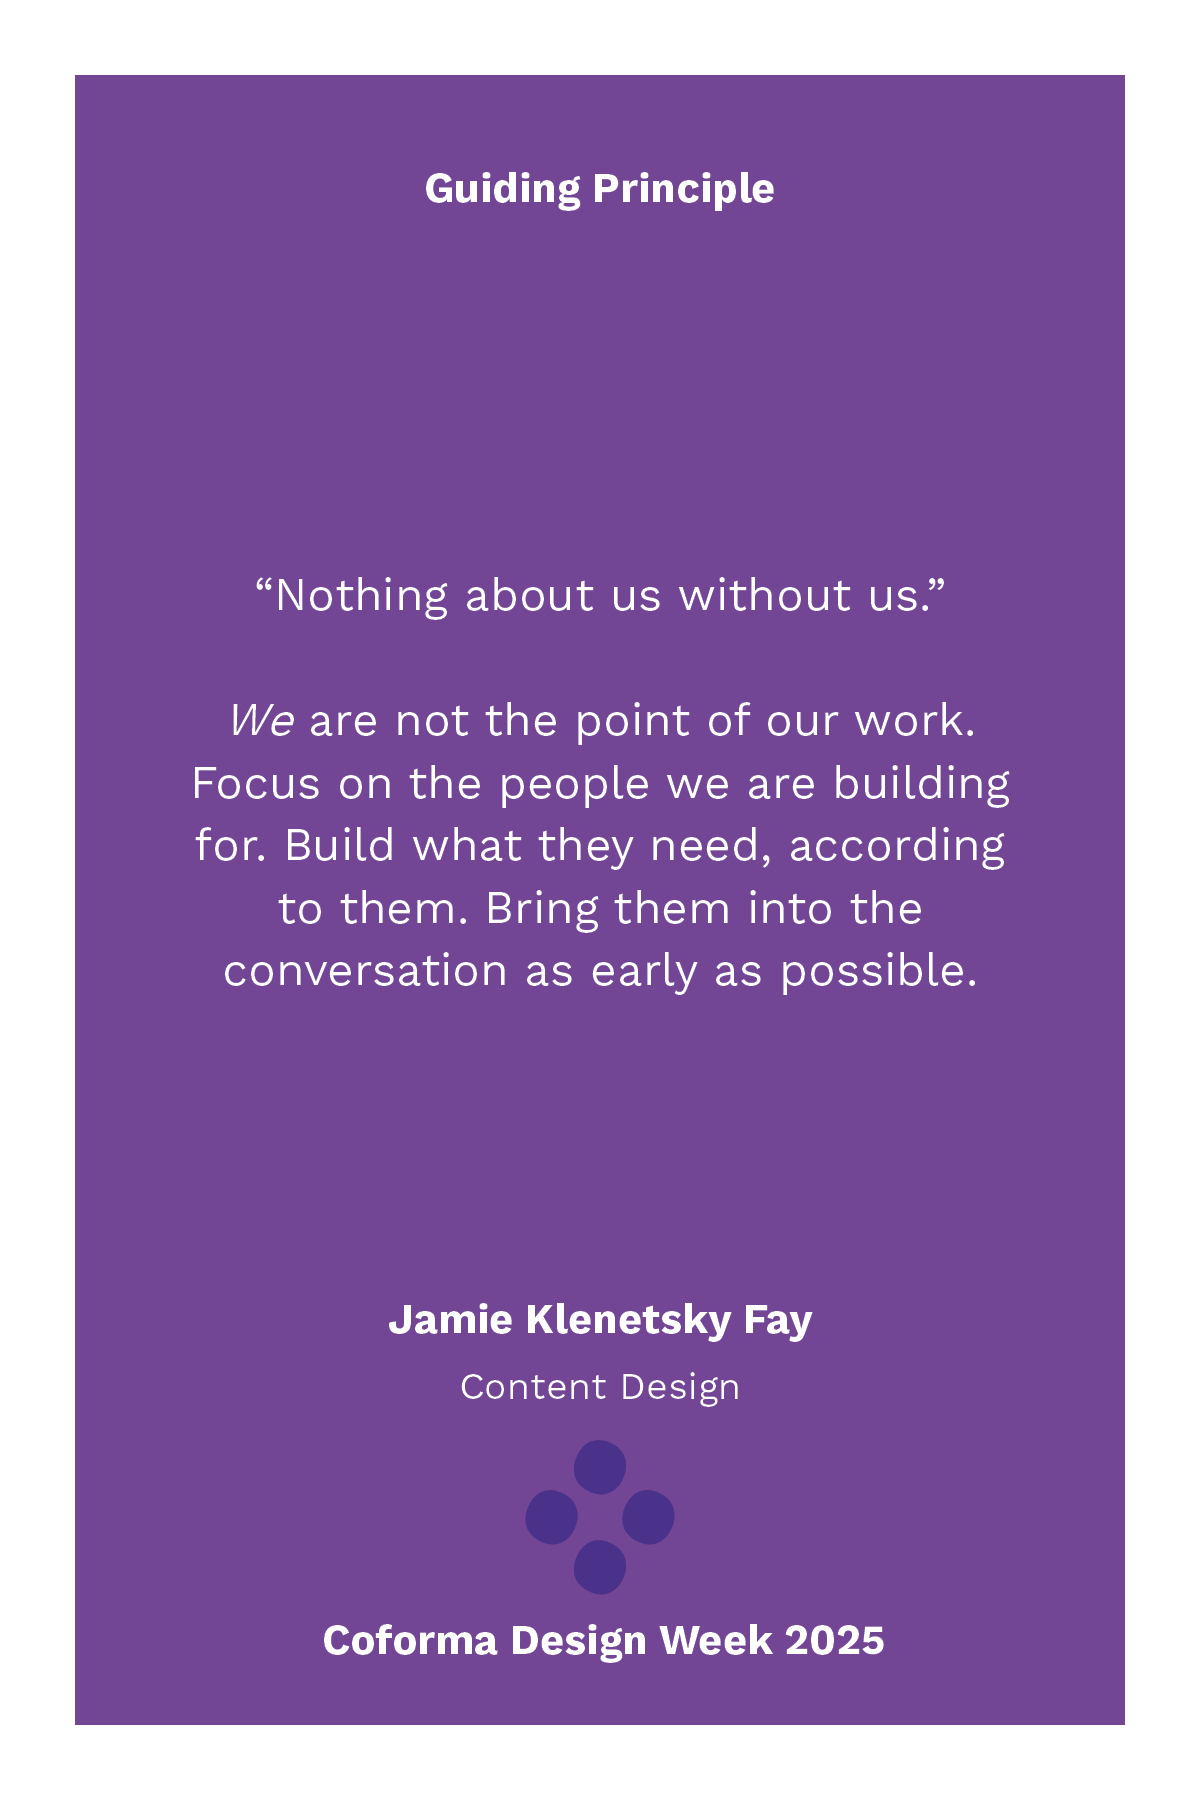 Guiding Principle
“Nothing about us without us.”
We are not the point of our work.
Focus on the people we are building
for. Build what they need, according
to them. Bring them into the
conversation as early as possible.
Jamie Klenetsky Fay
Content Design
Coforma Design Week 2025